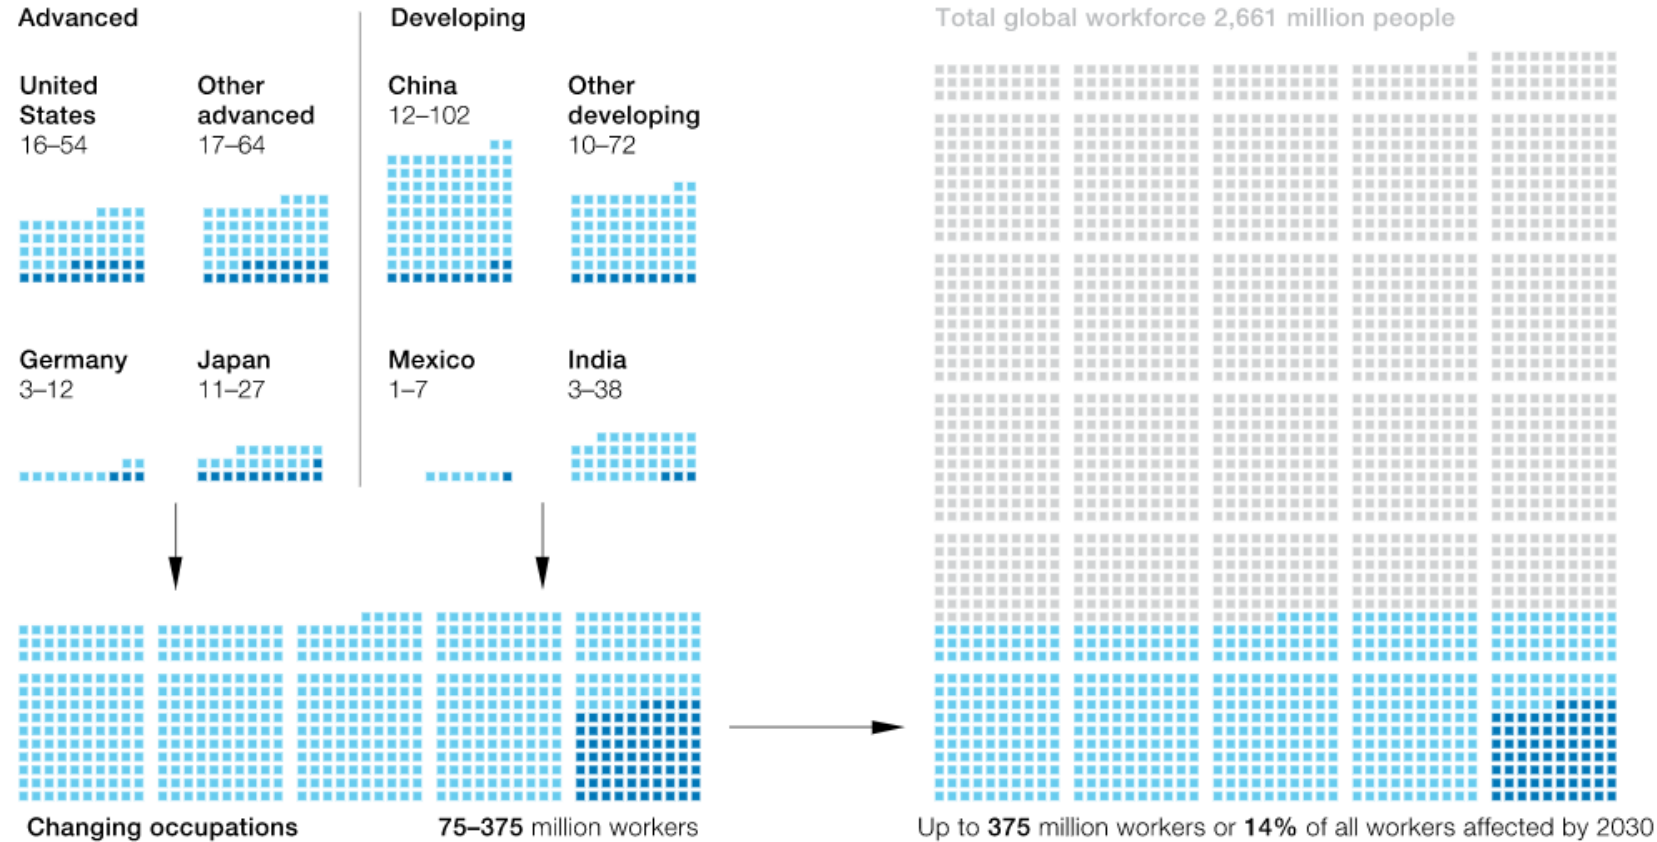 Advanced
Developing
Total global workforce 2,661 million people
United
States
16–54
Other
advanced
17–64
China
12–102
Other
developing
10–72
Germany
3–12
Japan
11–27
Mexico
1–7
India
3–38
Changing occupations
75–375 million workers
Up to 375 million workers or 14% of all workers affected by 2030